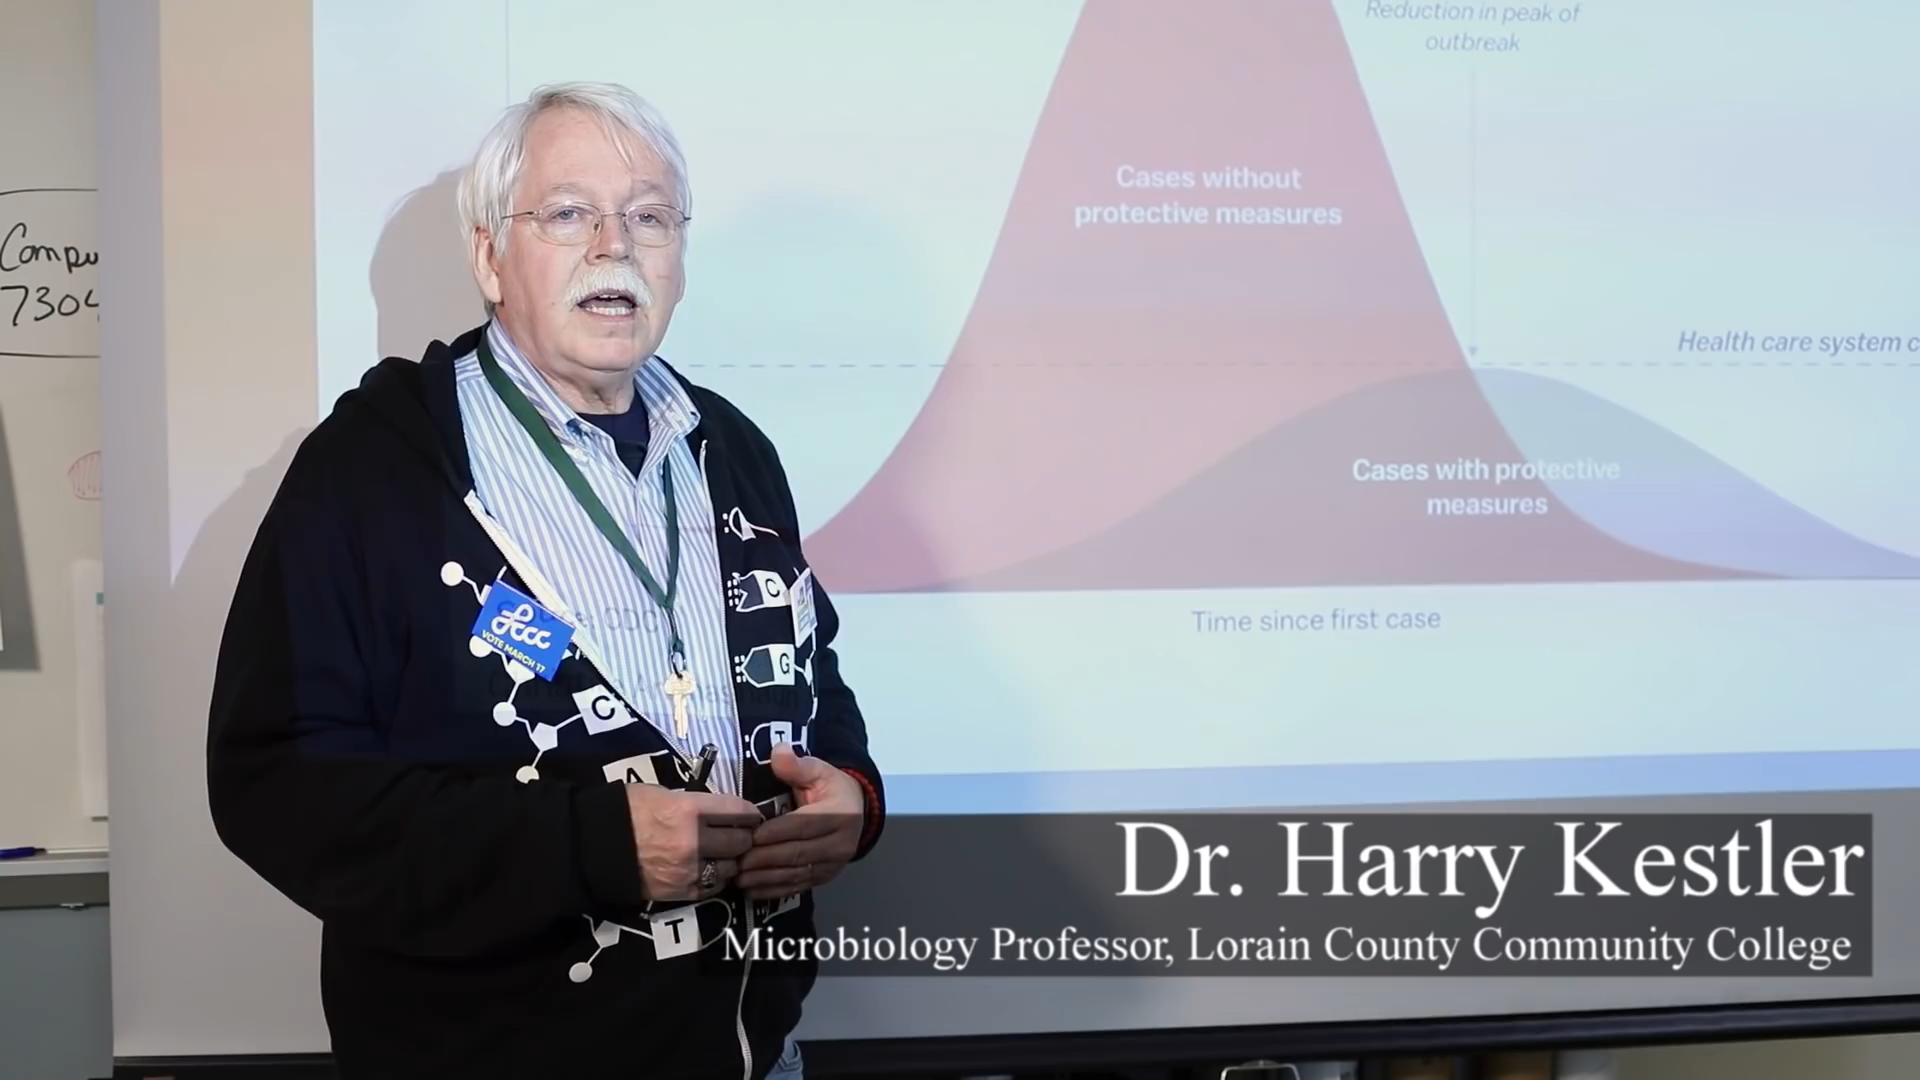 Reduction in peak of
outbreak
Cases without
protective measures
Health care system c
Cases with protective
measures
Time since first case
Compu
730
lccc
VOTE MARCH 17
C
G
T
C
A
T
Dr. Harry Kestler
Microbiology Professor, Lorain County Community College